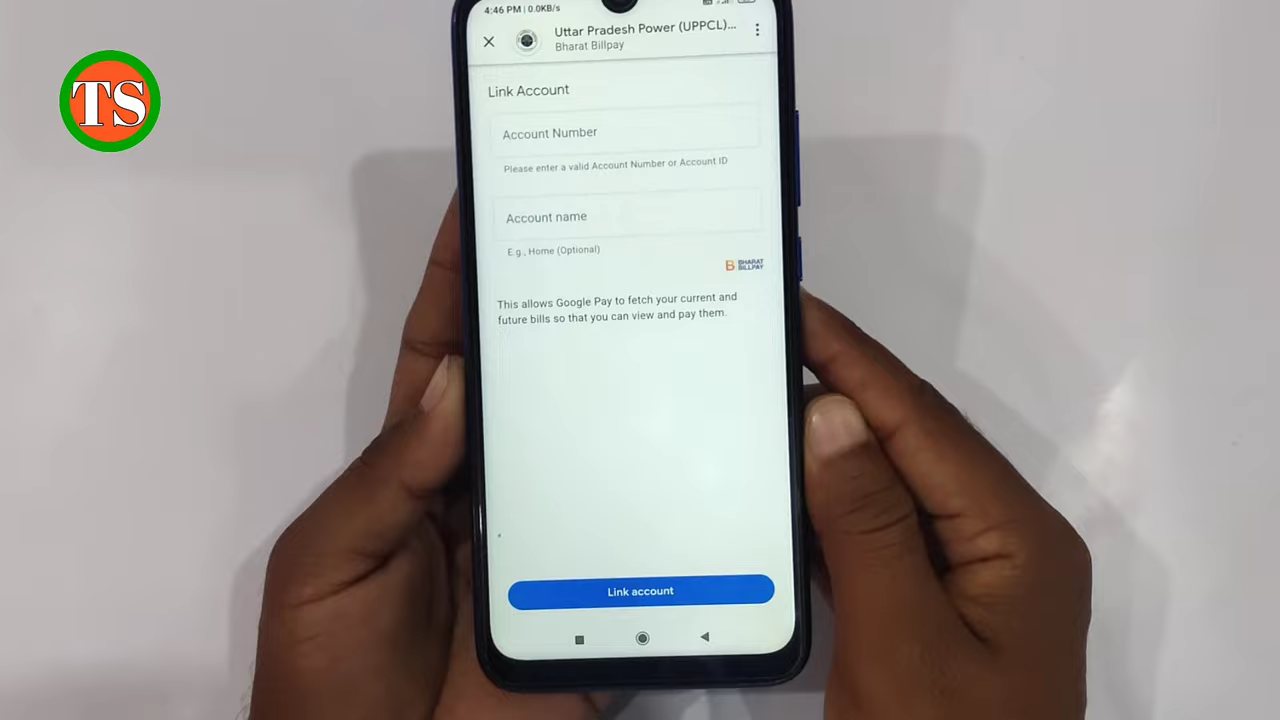 4:46 PM | 0.0KB/s
Uttar Pradesh Power (UPPCL)...
Bharat Billpay
TS
Link Account
Account Number
Please enter a valid Account Number or Account ID
Account name
E.g., Home (Optional)
B BHARAT
BILLPAY
This allows Google Pay to fetch your current and
future bills so that you can view and pay them.
Link account